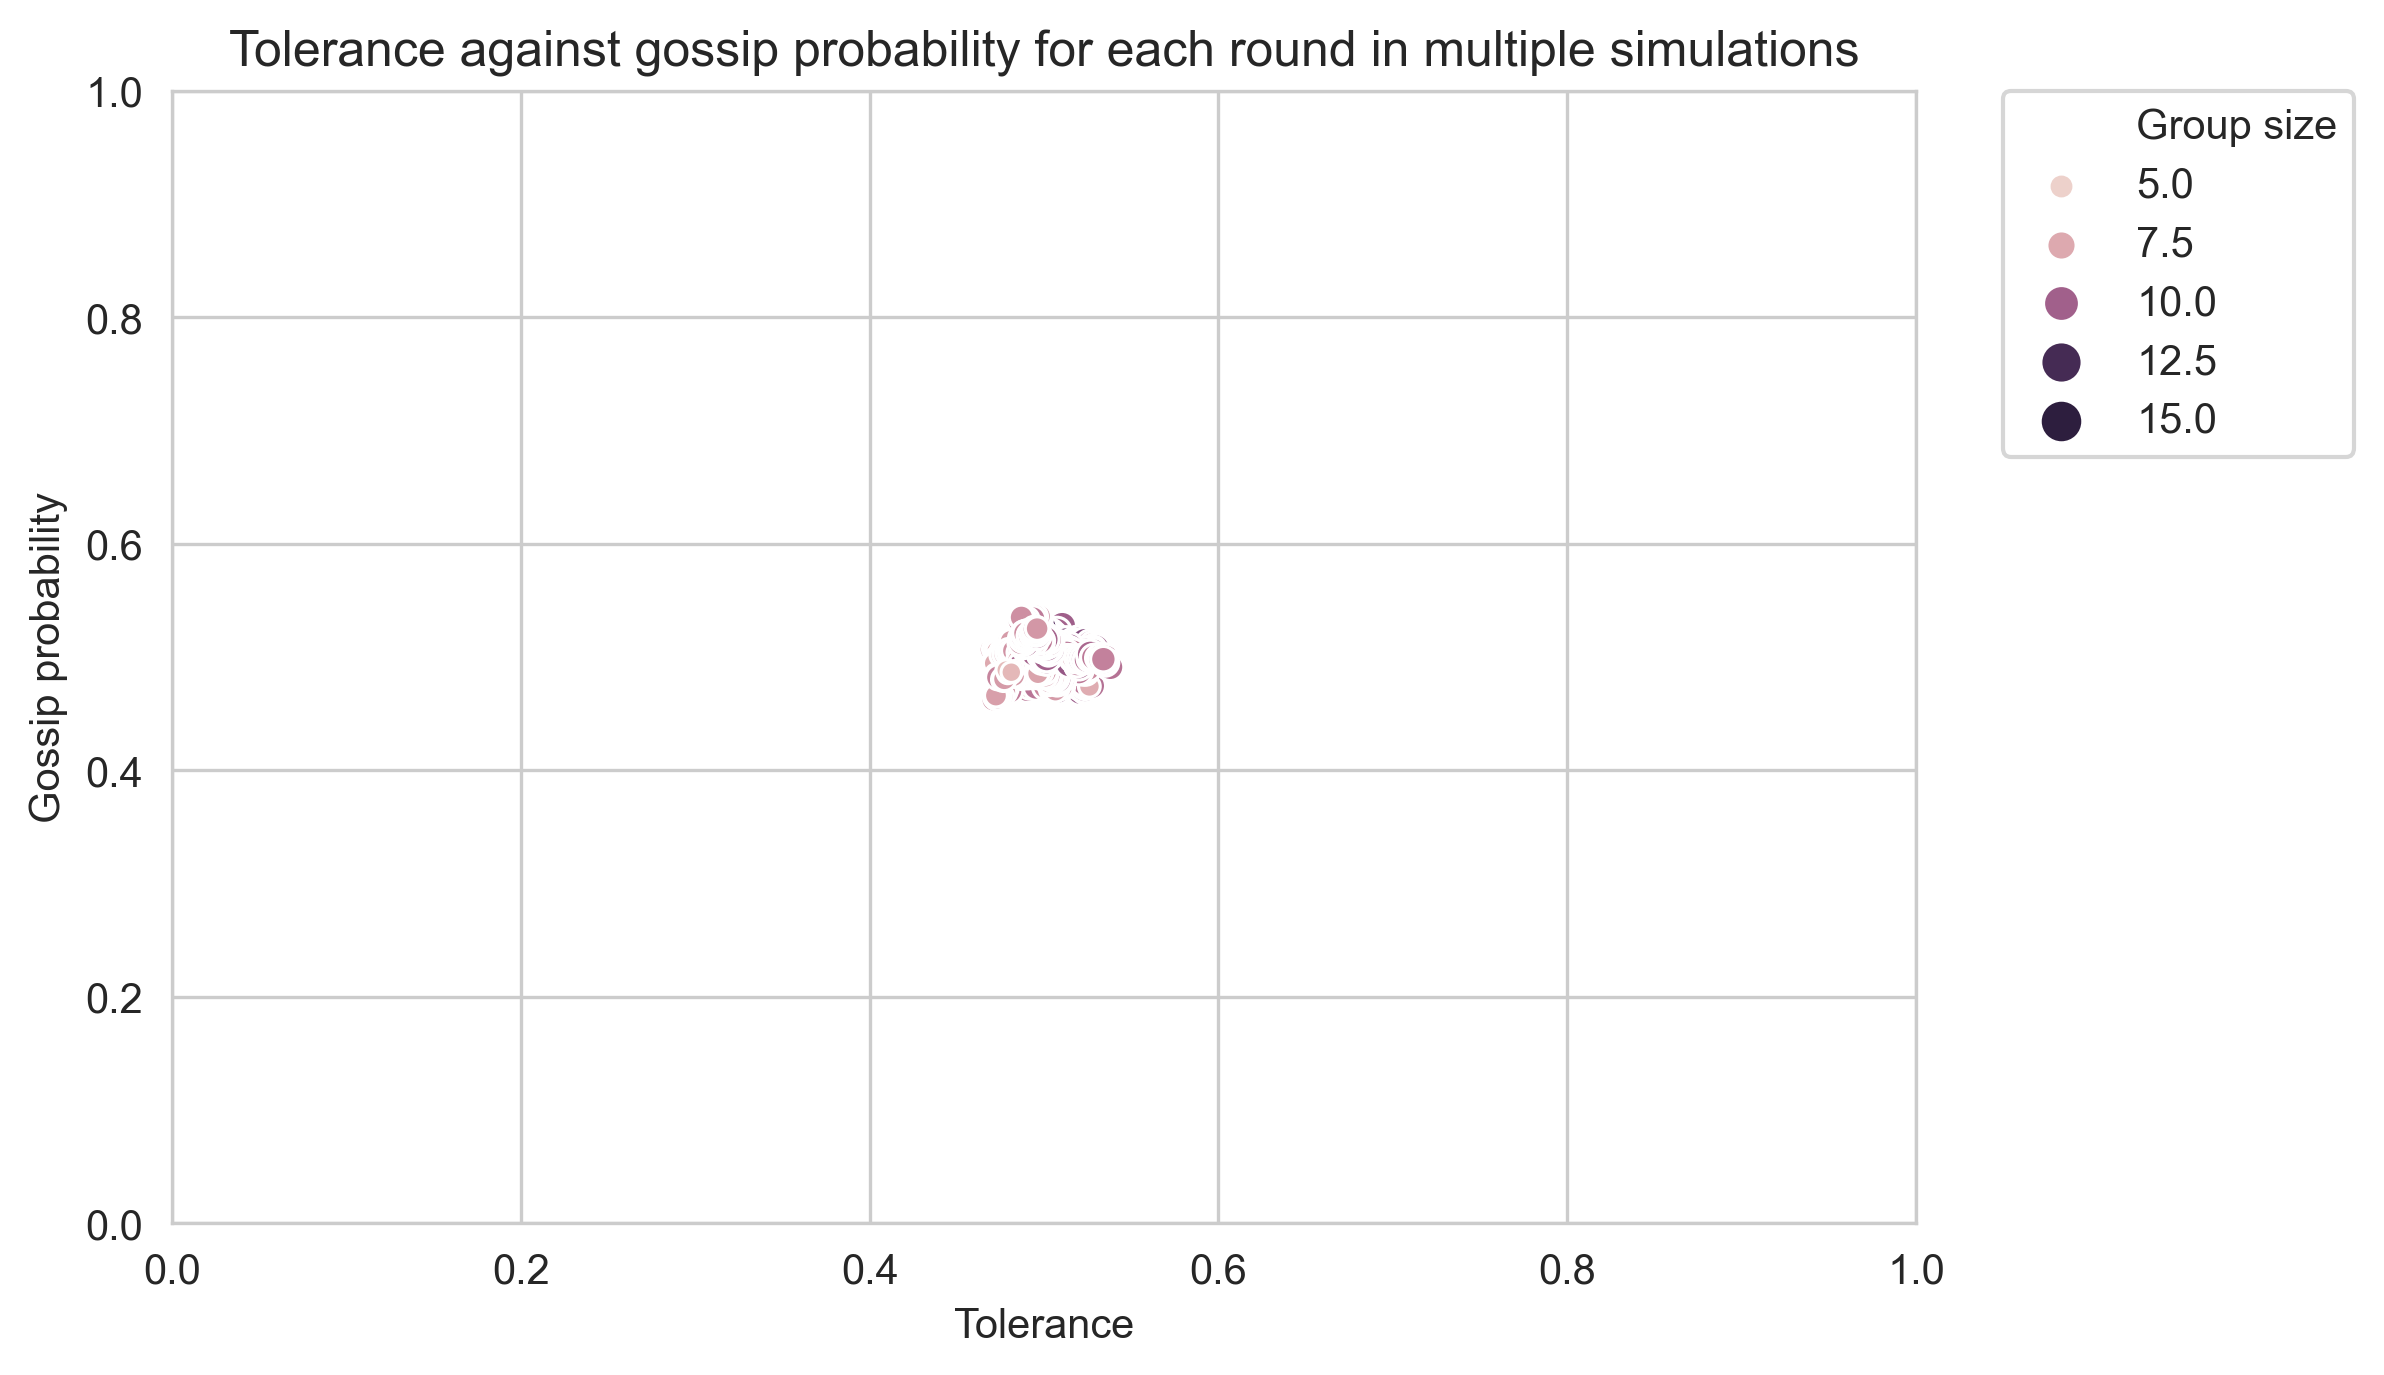 Tolerance against gossip probability for each round in multiple simulations
Gossip probability
1.0
0.8
0.6
0.4
0.2
0.0
0.0 0.2 0.4 0.6 0.8 1.0
Tolerance
Group size
5.0
7.5
10.0
12.5
15.0